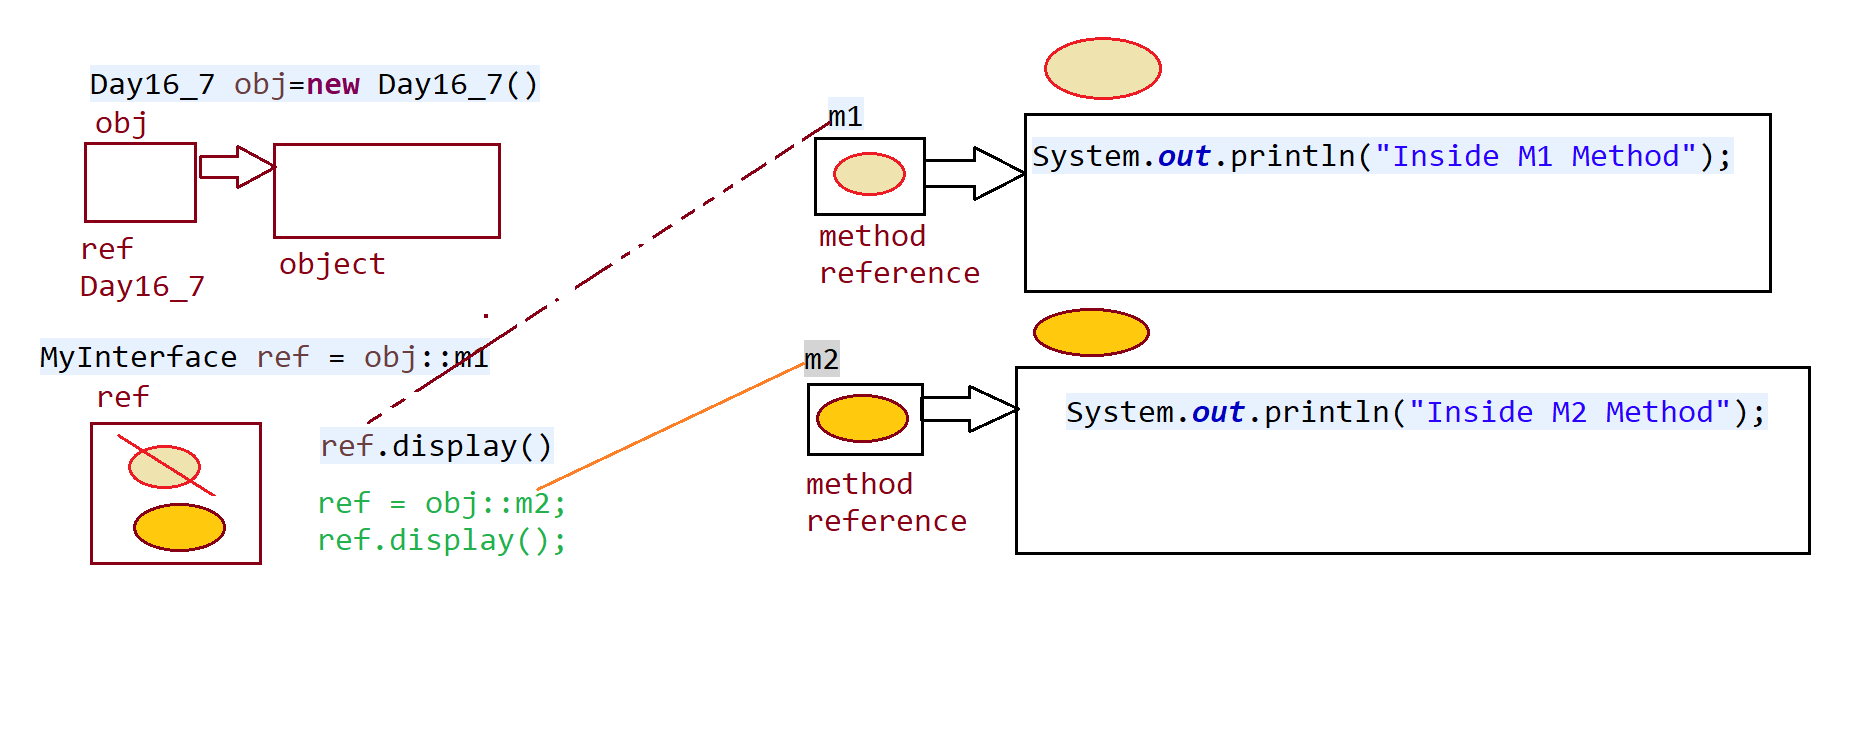 Day16_7 obj=new Day16_7()
obj
ref
Day16_7
object
MyInterface ref = obj::m1
ref
ref.display()
ref = obj::m2;
ref.display();
m1
method
reference
System.out.println("Inside M1 Method");
m2
method
reference
System.out.println("Inside M2 Method");